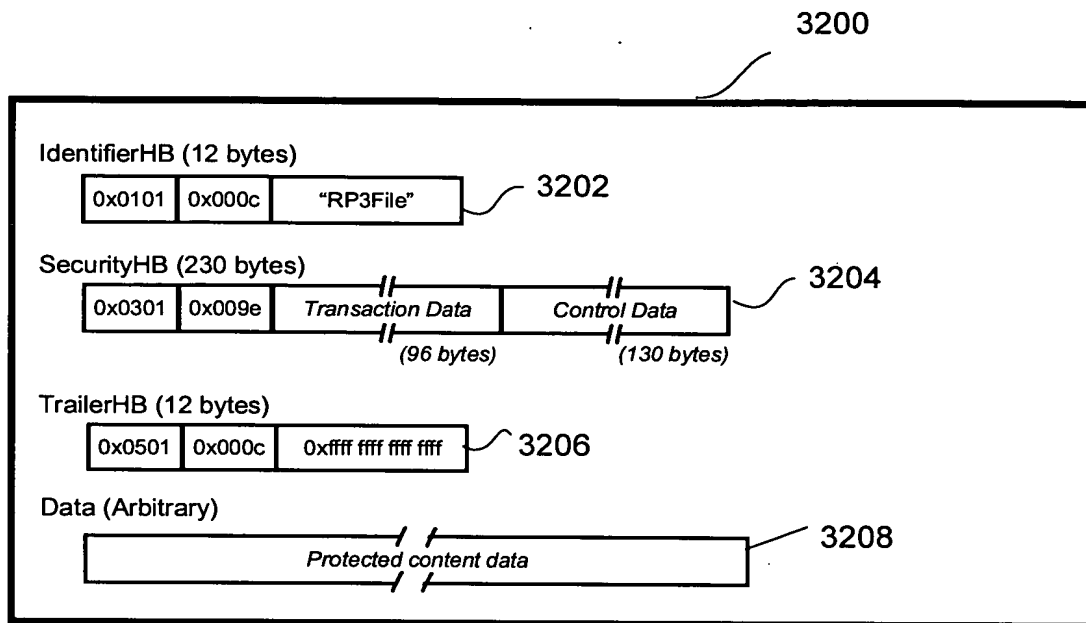 3200
IdentifierHB (12 bytes)
0x0101 0x000c “RP3File” 3202
SecurityHB (230 bytes)
0x0301 0x009e Transaction Data Control Data 3204
(96 bytes) (130 bytes)
TrailerHB (12 bytes)
0x0501 0x000c 0xffff ffff ffff ffff 3206
Data (Arbitrary)
Protected content data 3208